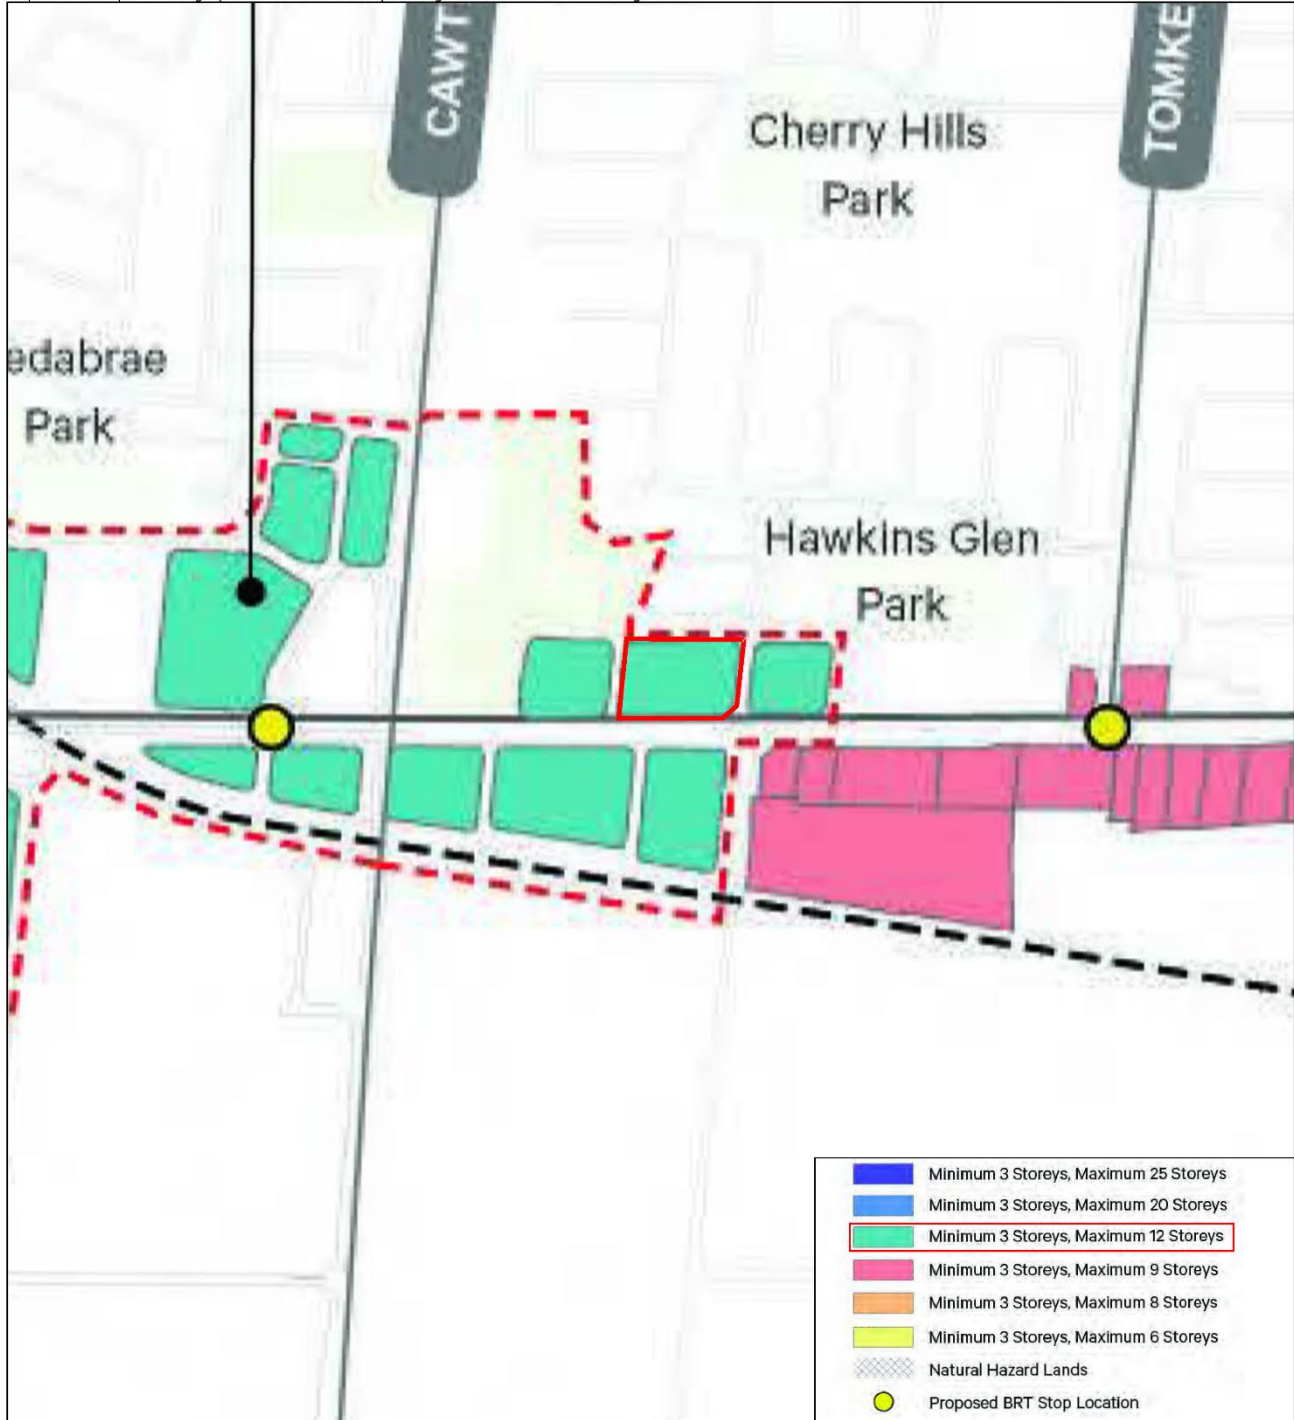 CAWT
TOMKE
Cherry Hills
Park
edabrae
Park
Hawkins Glen
Park
Minimum 3 Storeys, Maximum 25 Storeys
Minimum 3 Storeys, Maximum 20 Storeys
Minimum 3 Storeys, Maximum 12 Storeys
Minimum 3 Storeys, Maximum 9 Storeys
Minimum 3 Storeys, Maximum 8 Storeys
Minimum 3 Storeys, Maximum 6 Storeys
Natural Hazard Lands
Proposed BRT Stop Location